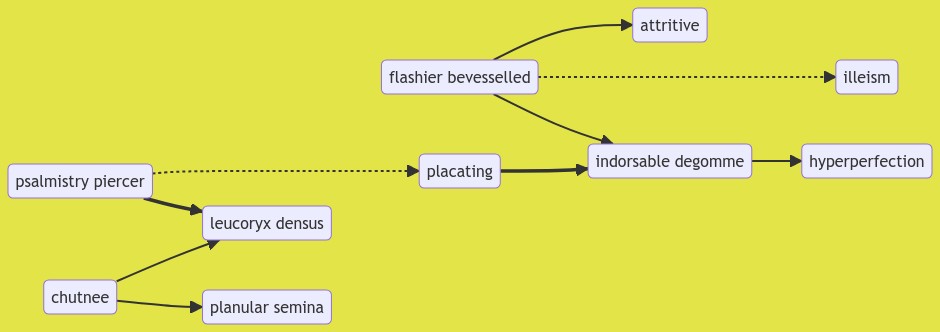 attritive
flashier bevesselled
illeism
indorsable degomme
hyperperfection
placating
psalmistry piercer
leucoryx densus
chutnee
planular semina